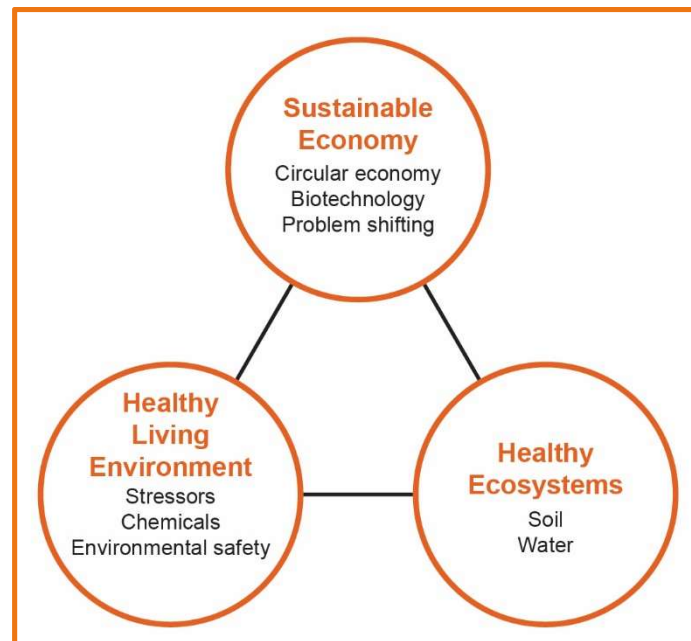 Sustainable
Economy
Circular economy
Biotechnology
Problem shifting
Healthy
Living
Environment
Stressors
Chemicals
Environmental safety
Healthy
Ecosystems
Soil
Water